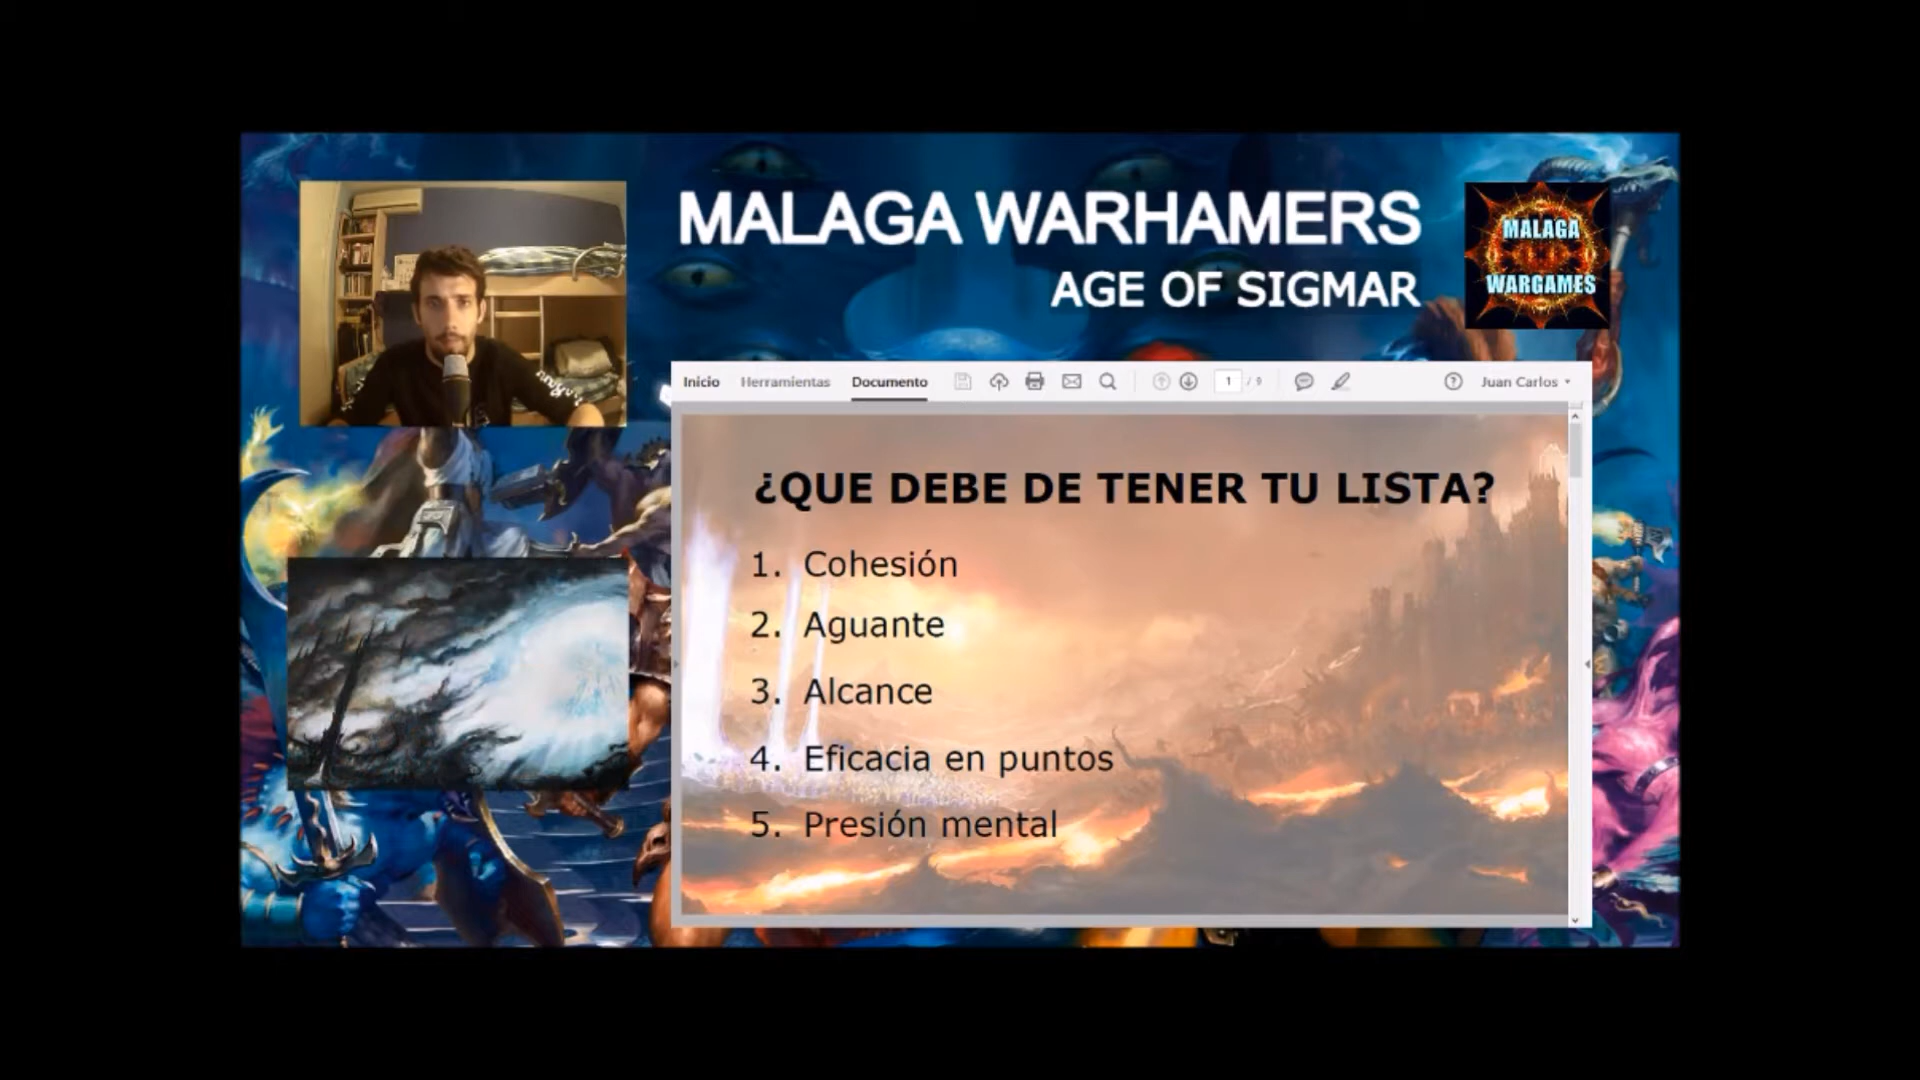 MALAGA WARHAMERS
AGE OF SIGMAR
MALAGA
WARGAMES
Inicio Herramientas Documento 1 / 9 Juan Carlos
¿QUE DEBE DE TENER TU LISTA?
1. Cohesión
2. Aguante
3. Alcance
4. Eficacia en puntos
5. Presión mental